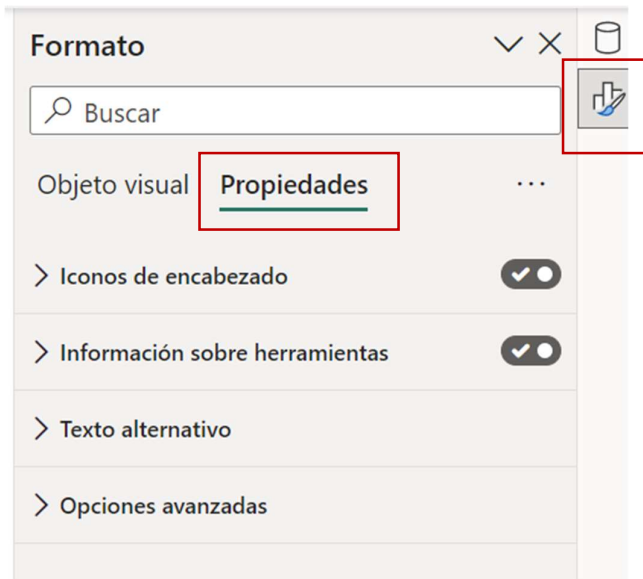 Formato
Buscar
Objeto visual Propiedades ...
Iconos de encabezado
Información sobre herramientas
Texto alternativo
Opciones avanzadas